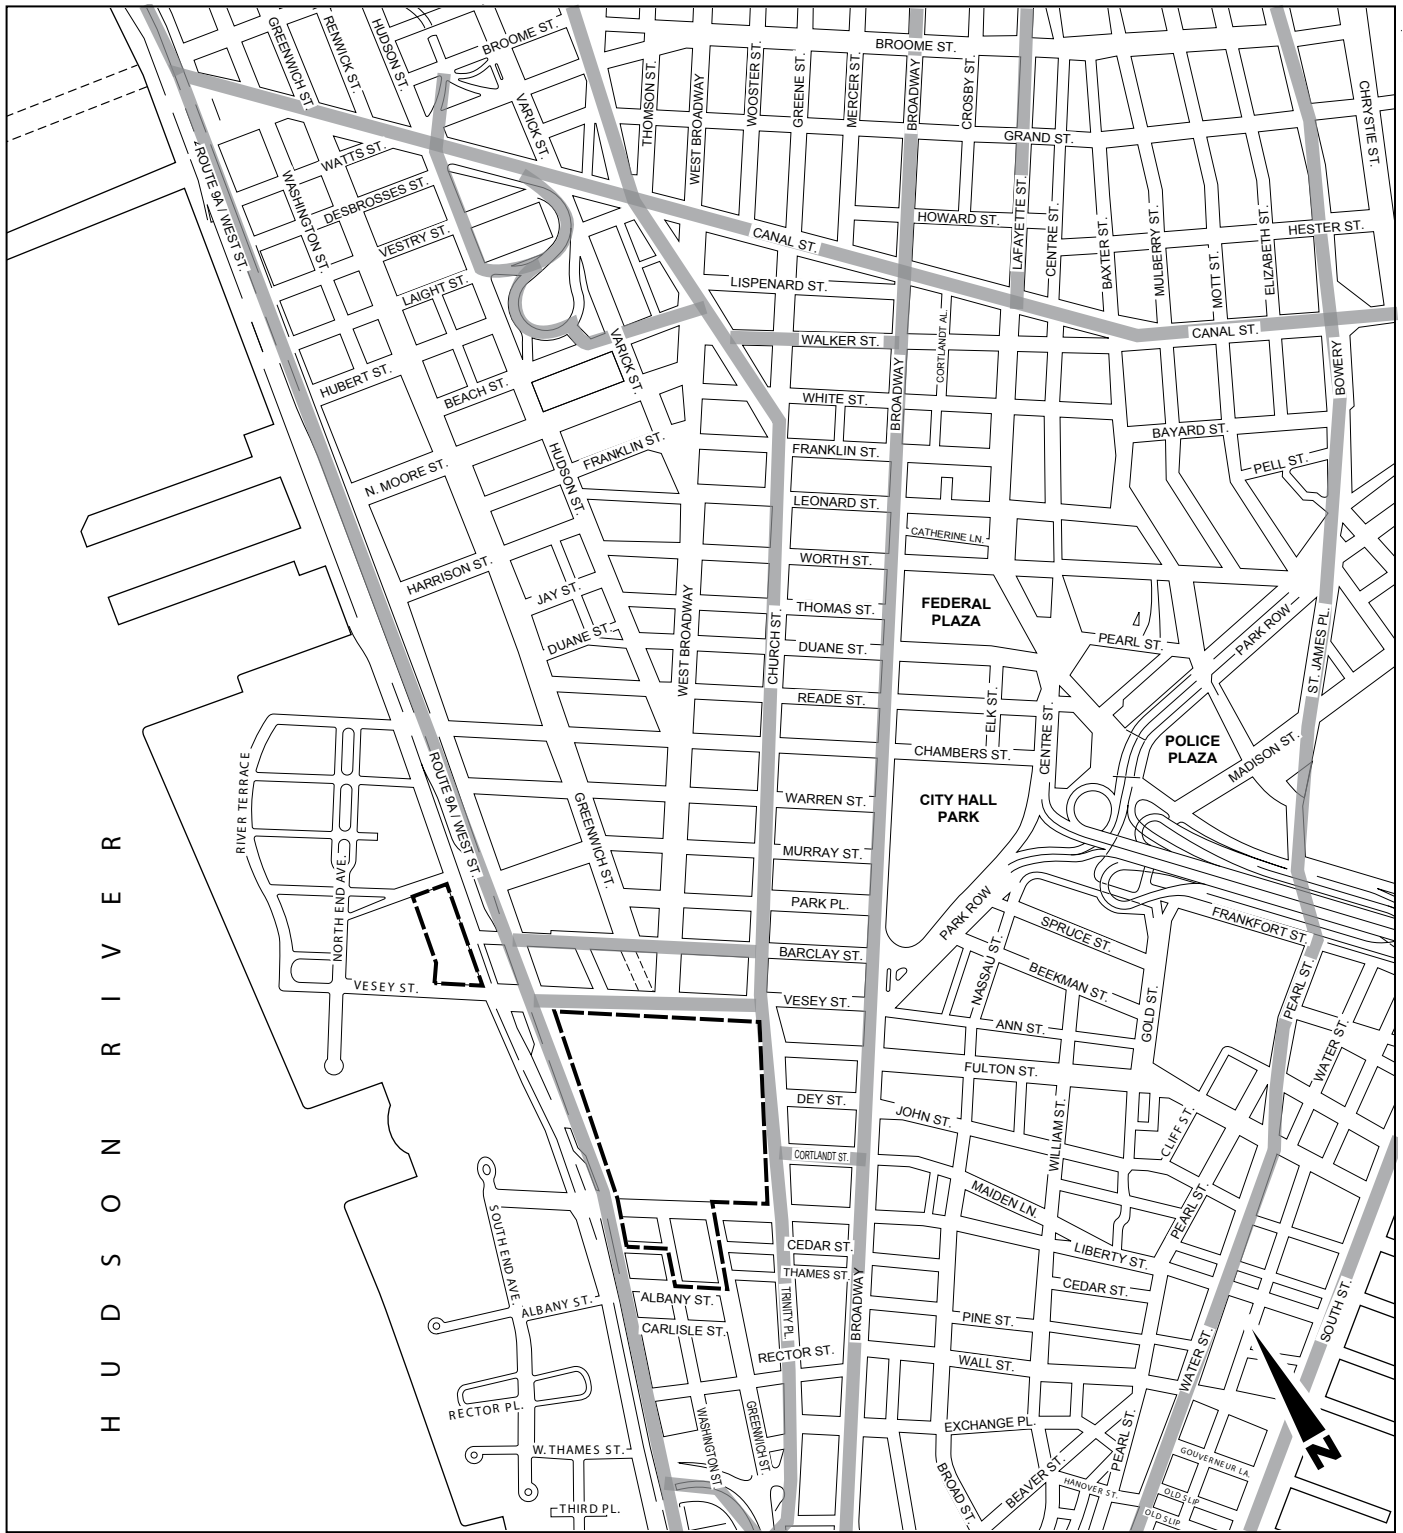 GREENWICH ST.
RENWICK ST.
HUDSON ST.
BROOME ST.
VARICK ST.
THOMSON ST.
WEST BROADWAY
WOOSTER ST.
GREENE ST.
MERCER ST.
BROADWAY
BROOME ST.
CROSBY ST.
GRAND ST.
CHRYSTIE ST.
ROUTE 9A / WEST ST.
WATTS ST.
WASHINGTON ST.
DESBROSSES ST.
VESTRY ST.
LAIGHT ST.
CANAL ST.
HOWARD ST.
LAFAYETTE ST.
CENTRE ST.
BAXTER ST.
MULBERRY ST.
MOTT ST.
ELIZABETH ST.
HESTER ST.
LISPENARD ST.
WALKER ST.
CORTLANDT AL.
CANAL ST.
BOWERY
HUBERT ST.
BEACH ST.
VARICK ST.
WHITE ST.
BROADWAY
BAYARD ST.
PELL ST.
N. MOORE ST.
HUDSON ST.
FRANKLIN ST.
FRANKLIN ST.
LEONARD ST.
CATHERINE LN.
WORTH ST.
HARRISON ST.
JAY ST.
DUANE ST.
WEST BROADWAY
CHURCH ST.
THOMAS ST.
DUANE ST.
READE ST.
FEDERAL
PLAZA
PEARL ST.
PARK ROW
ST. JAMES PL.
ELK ST.
CENTRE ST.
CHAMBERS ST.
POLICE
PLAZA
MADISON ST.
RIVER TERRACE
ROUTE 9A / WEST ST.
GREENWICH ST.
WARREN ST.
CITY HALL
PARK
MURRAY ST.
PARK PL.
NORTH END AVE.
PARK ROW
SPRUCE ST.
FRANKFORT ST.
BARCLAY ST.
NASSAU ST.
BEEKMAN ST.
VESEY ST.
VESEY ST.
GOLD ST.
PEARL ST.
ANN ST.
WATER ST.
FULTON ST.
HUDSON RIVER
DEY ST.
JOHN ST.
WILLIAM ST.
CLIFF ST.
CORTLANDT ST.
MAIDEN LN.
PEARL ST.
SOUTH END AVE.
CEDAR ST.
LIBERTY ST.
THAMES ST.
CEDAR ST.
ALBANY ST.
ALBANY ST.
TRINITY PL.
BROADWAY
PINE ST.
SOUTH ST.
CARLISLE ST.
RECTOR ST.
WALL ST.
WATER ST.
RECTOR PL.
WASHINGTON ST.
GREENWICH ST.
EXCHANGE PL.
PEARL ST.
N
W. THAMES ST.
GOUVERNEUR LA.
BROAD ST.
BEAVER ST.
HANOVER ST.
OLD SLIP
THIRD PL.
OLD SLIP